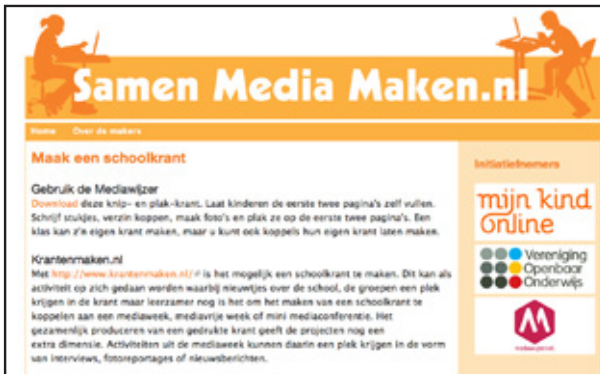 Samen Media Maken.nl
Home Over de makers
Maak een schoolkrant
Gebruik de Mediawijzer
Download deze knip- en plak-krant. Laat kinderen de eerste twee pagina's zelf vullen.
Schrijf stukjes, verzin koppen, maak foto's en plak ze op de eerste twee pagina's. Een
klas kan z'n eigen krant maken, maar u kunt ook koppels hun eigen krant laten maken.
Krantenmaken.nl
Met http://www.krantenmaken.nl/ is het mogelijk een schoolkrant te maken. Dit kan als
activiteit op zich gedaan worden waarbij nieuwtjes over de school, de groepen een plek
krijgen in de krant maar leerzamer nog is het om het maken van een schoolkrant te
koppelen aan een mediaweek, mediavrije week of mini mediaconferentie. Het
gezamenlijk produceren van een gedrukte krant geeft de projecten nog een
extra dimensie. Activiteiten uit de mediaweek kunnen daarin een plek krijgen in de vorm
van interviews, fotoreportages of nieuwsberichten.
Initiatiefnemers
mijn kind
online
Vereniging
Openbaar
Onderwijs
M